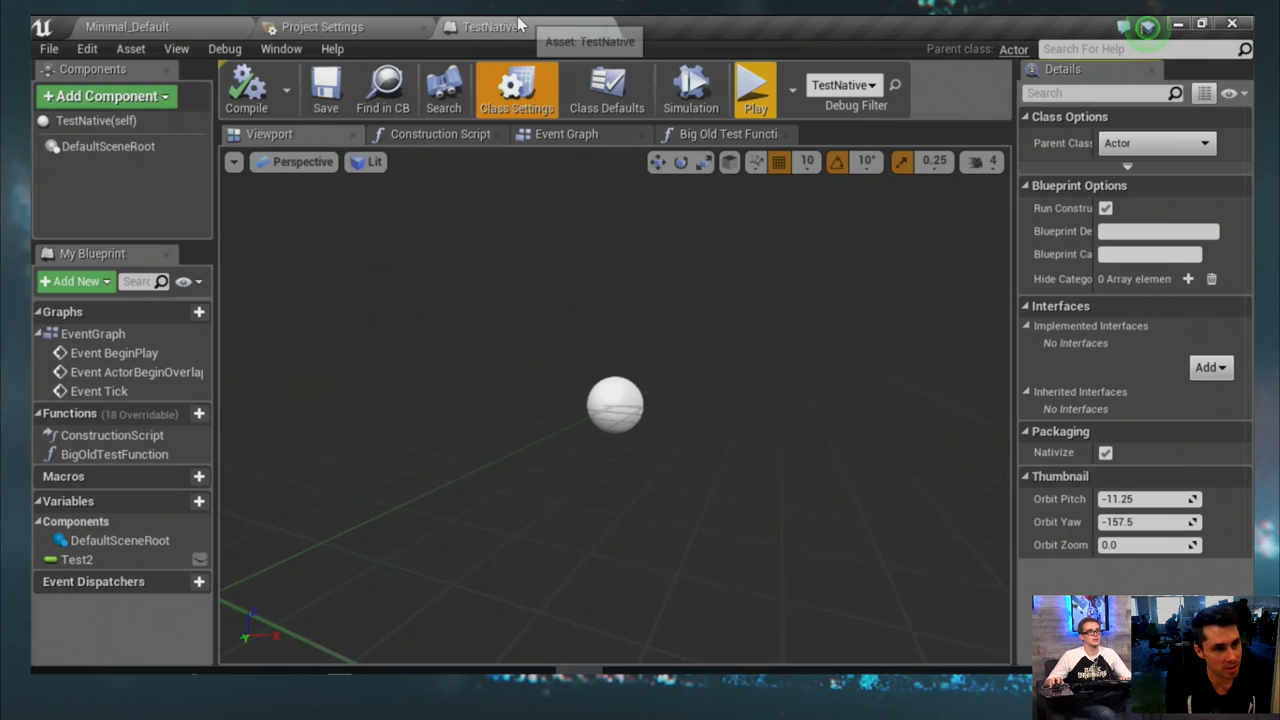 Minimal_Default
Project Settings
TestNative
Asset: TestNative
File Edit Asset View Debug Window Help
Parent class: Actor
Search For Help
Components
Add Component
TestNative(self)
DefaultSceneRoot
Compile
Save
Find in CB
Search
Class Settings
Class Defaults
Simulation
Play
TestNative
Debug Filter
Viewport
Construction Script
Event Graph
Big Old Test Functi
Perspective
Lit
10
10°
0.25
4
My Blueprint
Add New
Searc
Graphs
EventGraph
Event BeginPlay
Event ActorBeginOverlap
Event Tick
Functions (18 Overridable)
ConstructionScript
BigOldTestFunction
Macros
Variables
Components
DefaultSceneRoot
Test2
Event Dispatchers
Z
X
Y
Details
Search
Class Options
Parent Clas Actor
Blueprint Options
Run Constru
Blueprint De
Blueprint Ca
Hide Catego 0 Array elemen
Interfaces
Implemented Interfaces
No Interfaces
Add
Inherited Interfaces
No Interfaces
Packaging
Nativize
Thumbnail
Orbit Pitch -11.25
Orbit Yaw -157.5
Orbit Zoom 0.0